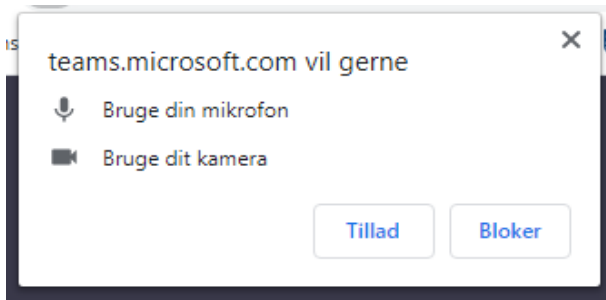 teams.microsoft.com vil gerne
Bruge din mikrofon
Bruge dit kamera
Tillad Bloker